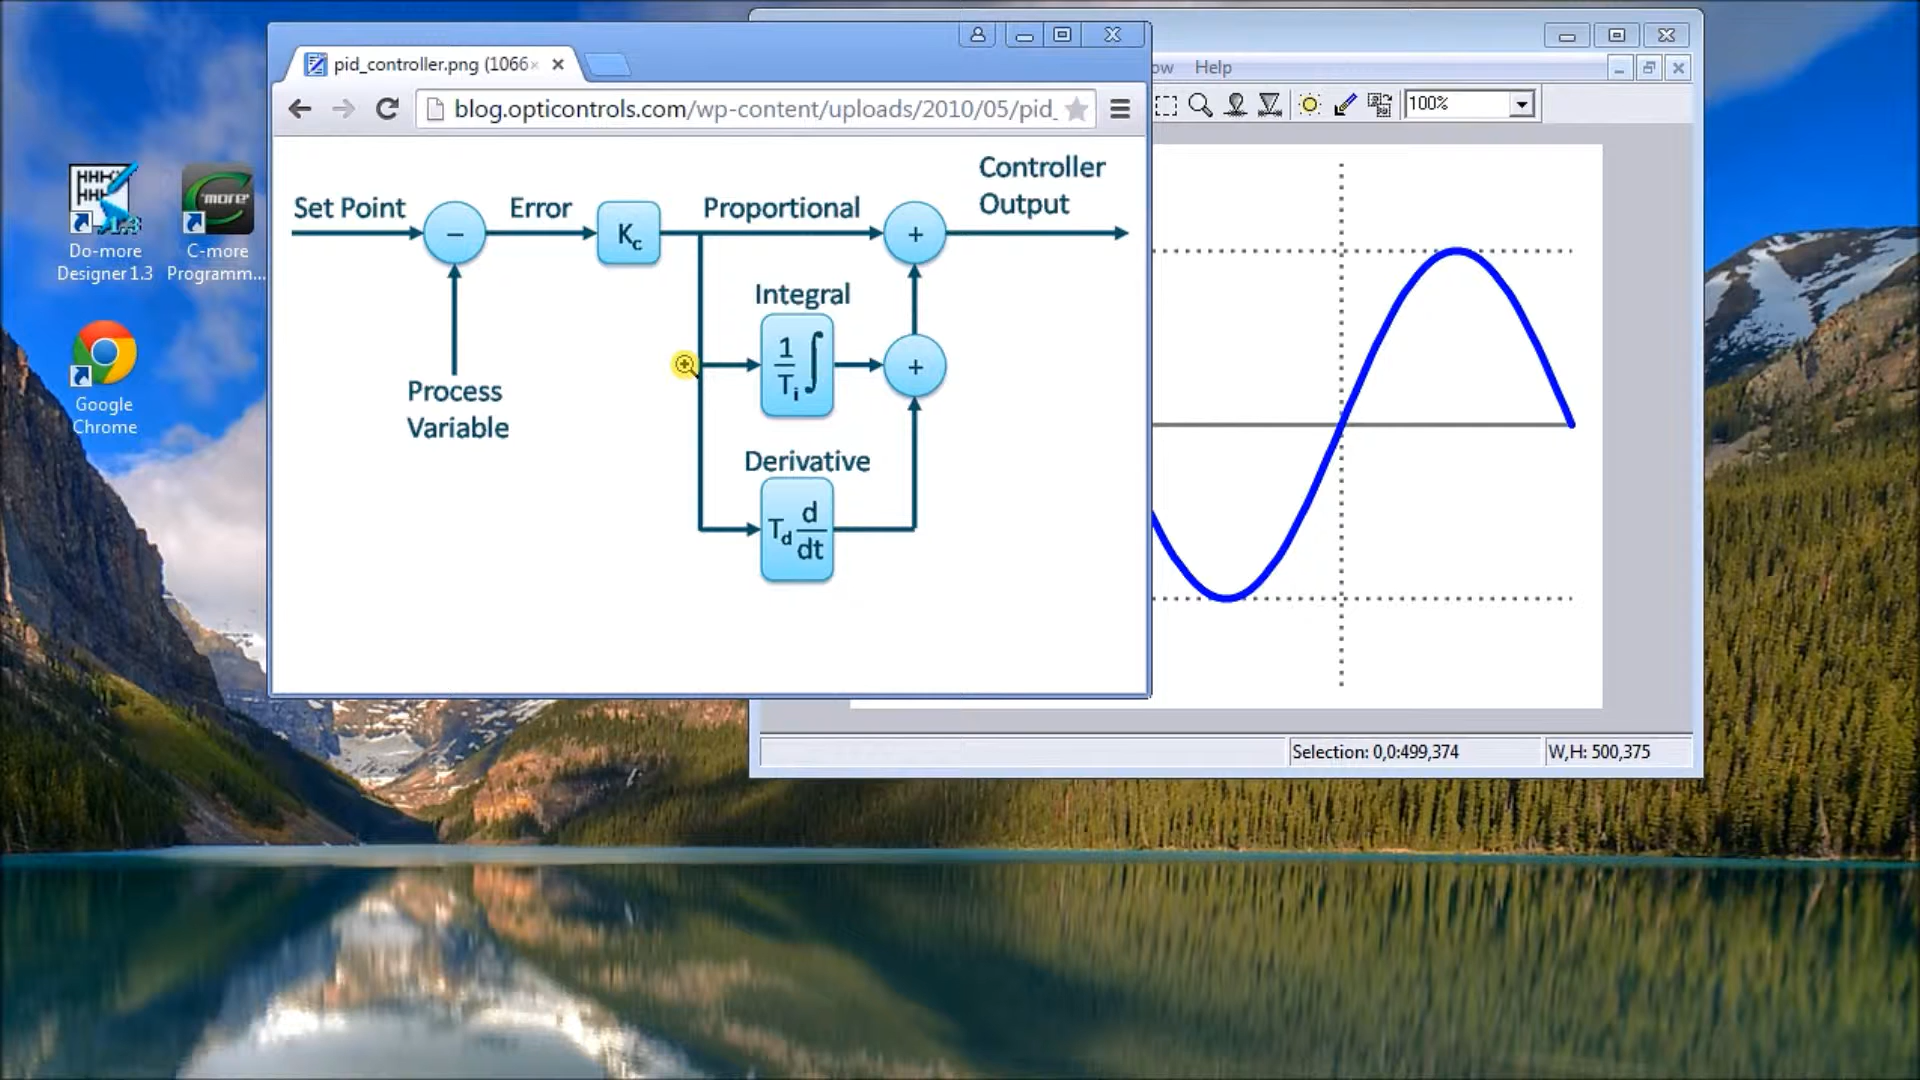 pid_controller.png (1066×
blog.opticontrols.com/wp-content/uploads/2010/05/pid_
Help
100%
Do-more
Designer 1.3
C-more
Programm...
Google
Chrome
Set Point
Error
Proportional
Controller
Output
−
Kc
+
Integral
1
Ti
∫
+
Process
Variable
Derivative
Td d
dt
Selection: 0,0:499,374
W,H: 500,375